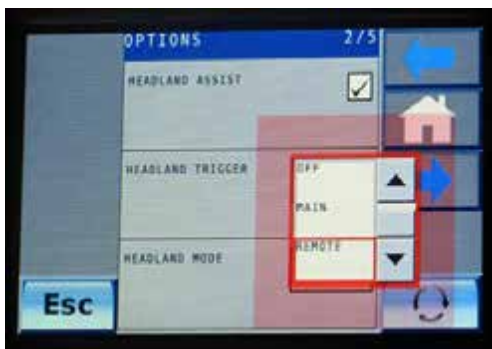 OPTIONS 2/5
HEADLAND ASSIST
HEADLAND TRIGGER
OFF
MAIN
REMOTE
HEADLAND MODE
Esc